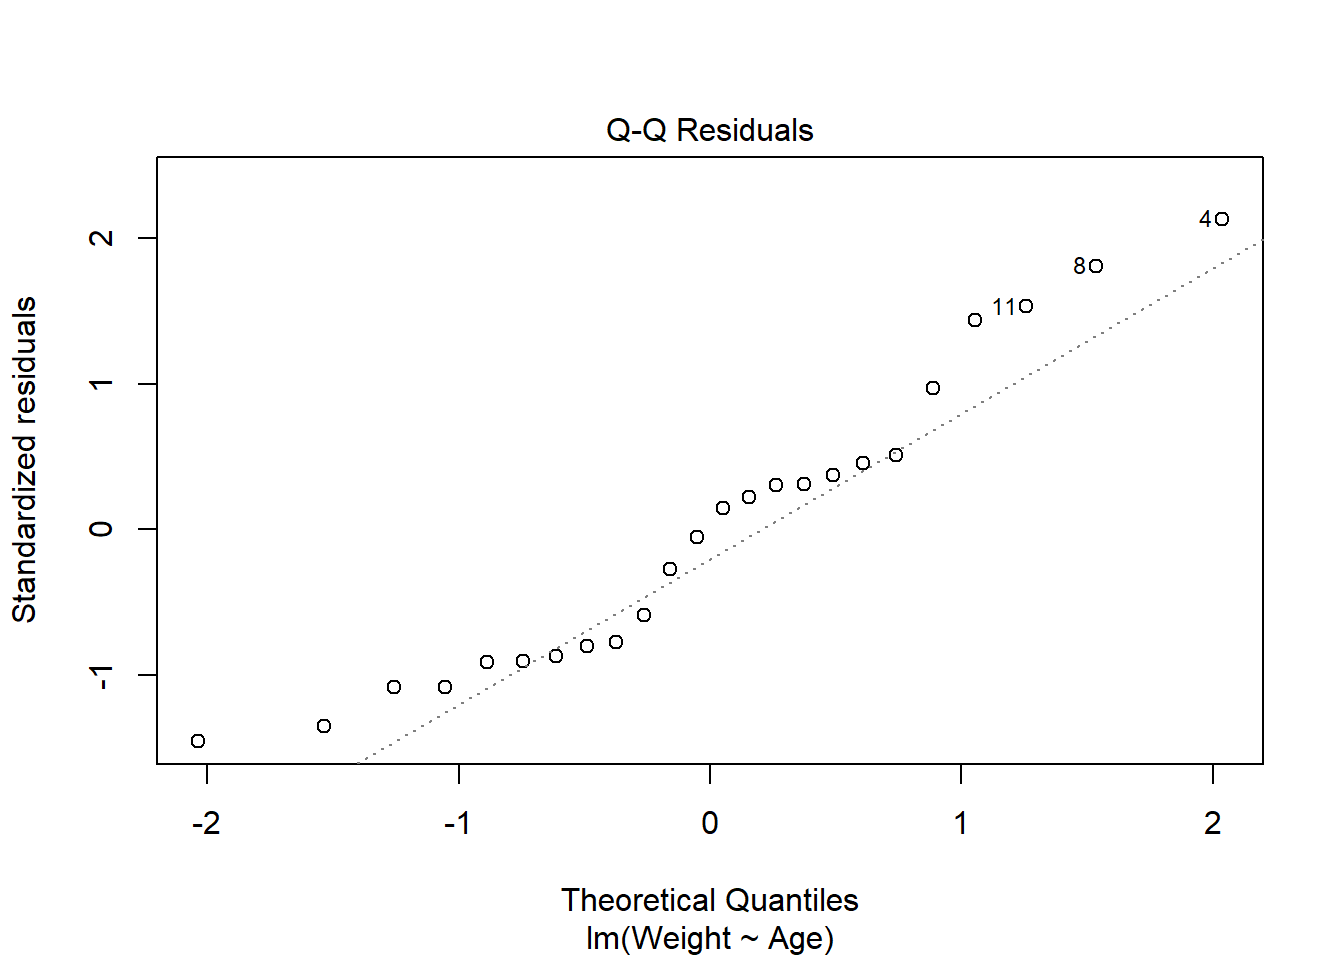 Q-Q Residuals
Standardized residuals
2
1
0
-1
4
8
11
-2 -1 0 1 2
Theoretical Quantiles
lm(Weight ~ Age)